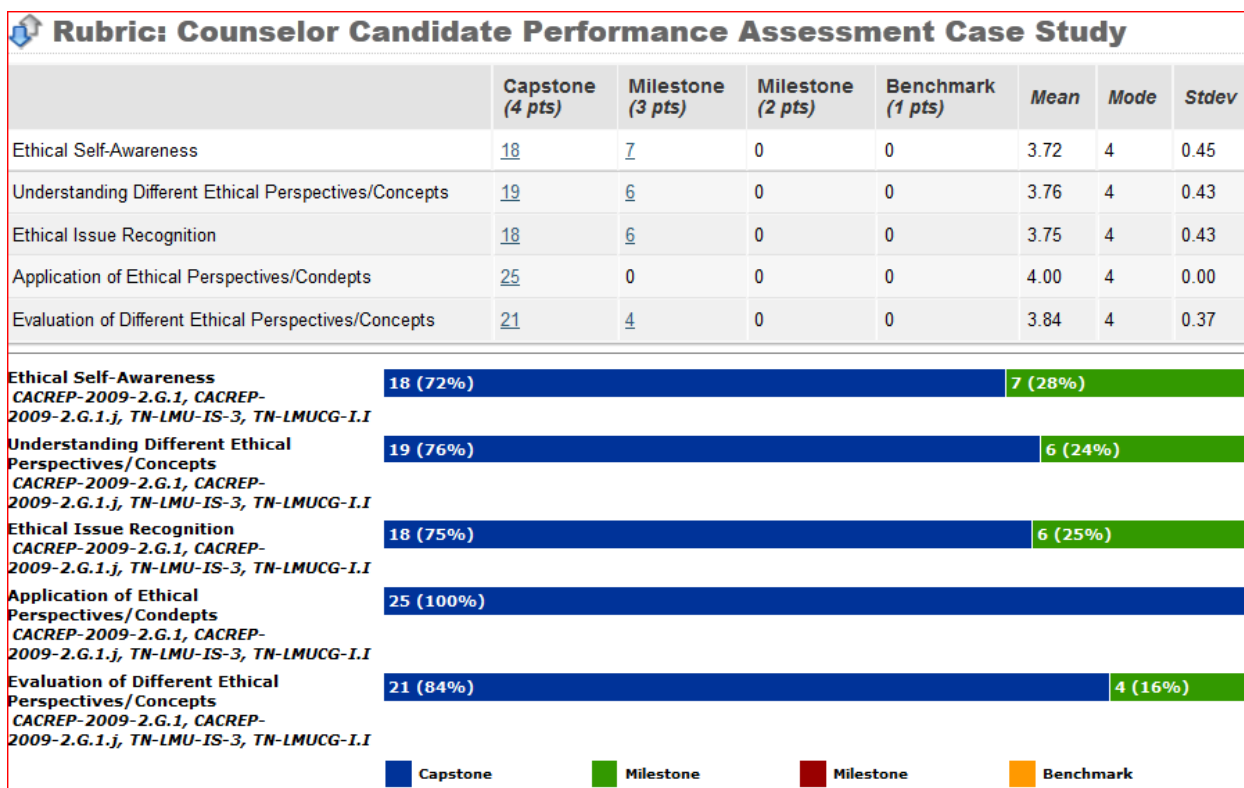 Rubric: Counselor Candidate Performance Assessment Case Study
Capstone (4 pts) Milestone (3 pts) Milestone (2 pts) Benchmark (1 pts) Mean Mode Stdev
Ethical Self-Awareness 18 7 0 0 3.72 4 0.45
Understanding Different Ethical Perspectives/Concepts 19 6 0 0 3.76 4 0.43
Ethical Issue Recognition 18 6 0 0 3.75 4 0.43
Application of Ethical Perspectives/Condepts 25 0 0 0 4.00 4 0.00
Evaluation of Different Ethical Perspectives/Concepts 21 4 0 0 3.84 4 0.37
Ethical Self-Awareness
CACREP-2009-2.G.1, CACREP-
2009-2.G.1.j, TN-LMU-IS-3, TN-LMUCG-I.I
18 (72%) 7 (28%)
Understanding Different Ethical
Perspectives/Concepts
CACREP-2009-2.G.1, CACREP-
2009-2.G.1.j, TN-LMU-IS-3, TN-LMUCG-I.I
19 (76%) 6 (24%)
Ethical Issue Recognition
CACREP-2009-2.G.1, CACREP-
2009-2.G.1.j, TN-LMU-IS-3, TN-LMUCG-I.I
18 (75%) 6 (25%)
Application of Ethical
Perspectives/Condepts
CACREP-2009-2.G.1, CACREP-
2009-2.G.1.j, TN-LMU-IS-3, TN-LMUCG-I.I
25 (100%)
Evaluation of Different Ethical
Perspectives/Concepts
CACREP-2009-2.G.1, CACREP-
2009-2.G.1.j, TN-LMU-IS-3, TN-LMUCG-I.I
21 (84%) 4 (16%)
Capstone Milestone Milestone Benchmark